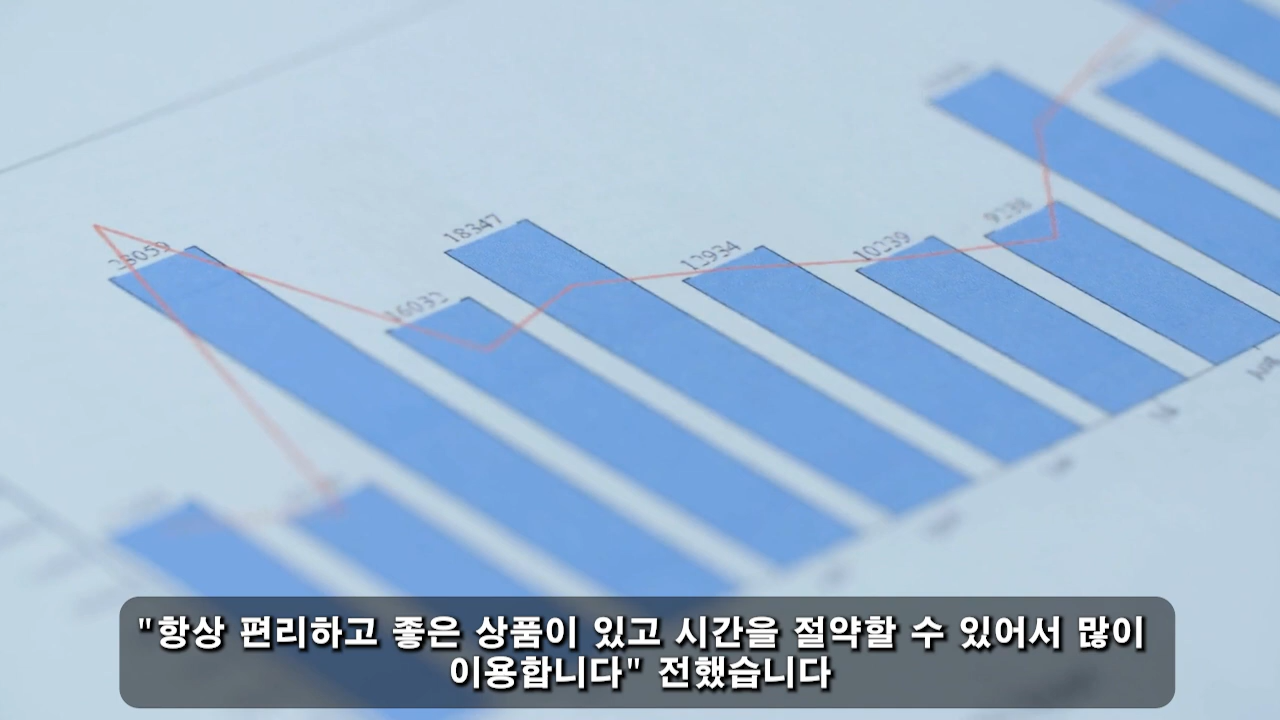 18347
16032
12934
10239
9238
"항상 편리하고 좋은 상품이 있고 시간을 절약할 수 있어서 많이
이용합니다" 전했습니다